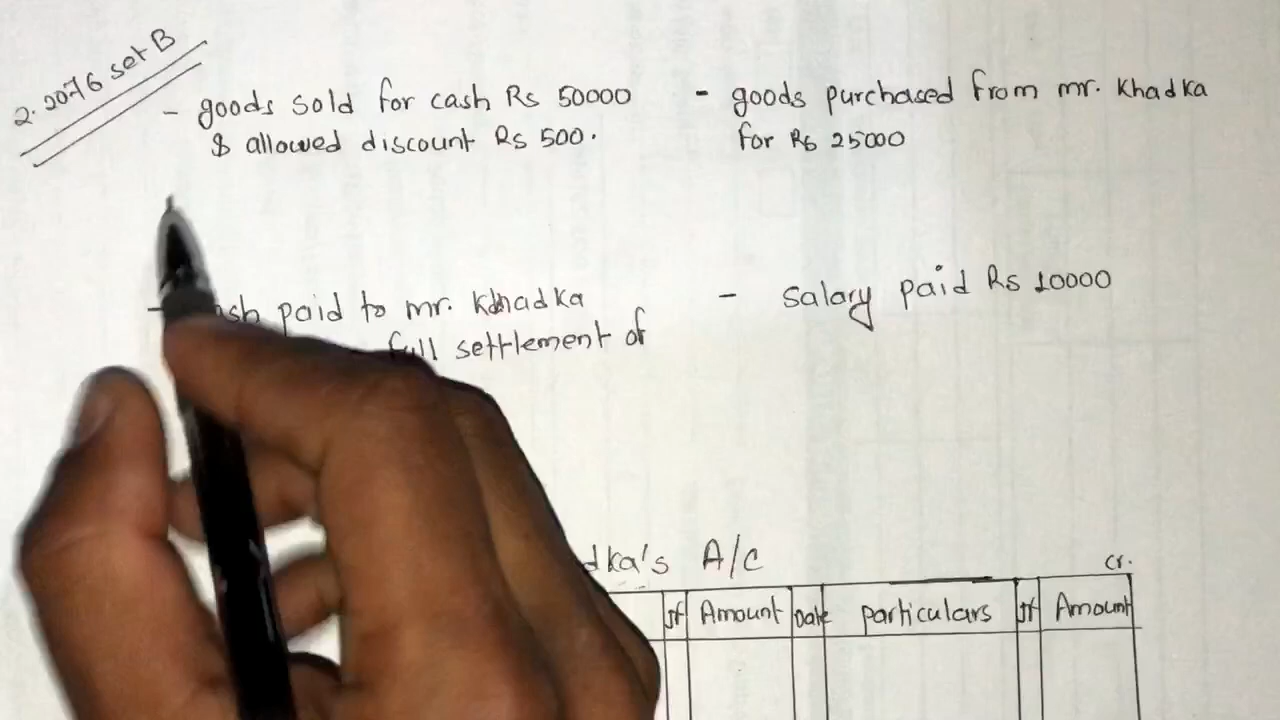 2. 2076 set B
- goods sold for cash Rs 50000
& allowed discount Rs 500.
- goods purchased from mr. Khadka
for Rs 25000
paid to mr. Khadka
full settlement of
- salary paid Rs 10000
A/C
Cr.
Jf Amount Date particulars Jf Amount